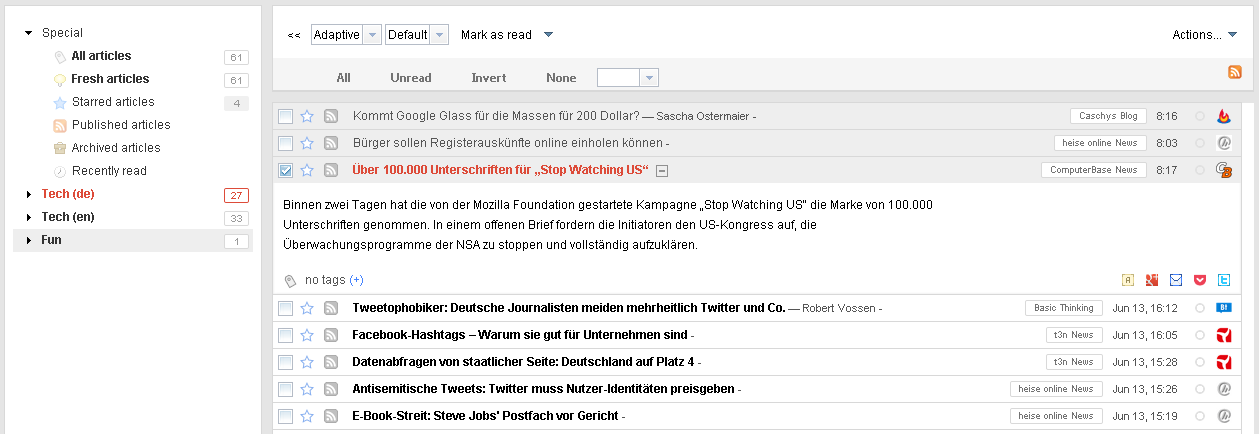 Special
All articles 61
Fresh articles 61
Starred articles 4
Published articles
Archived articles
Recently read
Tech (de) 27
Tech (en) 33
Fun 1
<< Adaptive Default Mark as read Actions...
All Unread Invert None
Kommt Google Glass für die Massen für 200 Dollar? — Sascha Ostermaier - Caschys Blog 8:16
Bürger sollen Registerauskünfte online einholen können - heise online News 8:03
Über 100.000 Unterschriften für „Stop Watching US“ ComputerBase News 8:17
Binnen zwei Tagen hat die von der Mozilla Foundation gestartete Kampagne „Stop Watching US“ die Marke von 100.000
Unterschriften genommen. In einem offenen Brief fordern die Initiatoren den US-Kongress auf, die
Überwachungsprogramme der NSA zu stoppen und vollständig aufzuklären.
no tags (+)
Tweetophobiker: Deutsche Journalisten meiden mehrheitlich Twitter und Co. — Robert Vossen - Basic Thinking Jun 13, 16:12
Facebook-Hashtags – Warum sie gut für Unternehmen sind - t3n News Jun 13, 16:05
Datenabfragen von staatlicher Seite: Deutschland auf Platz 4 - t3n News Jun 13, 15:28
Antisemitische Tweets: Twitter muss Nutzer-Identitäten preisgeben - heise online News Jun 13, 15:26
E-Book-Streit: Steve Jobs' Postfach vor Gericht - heise online News Jun 13, 15:19